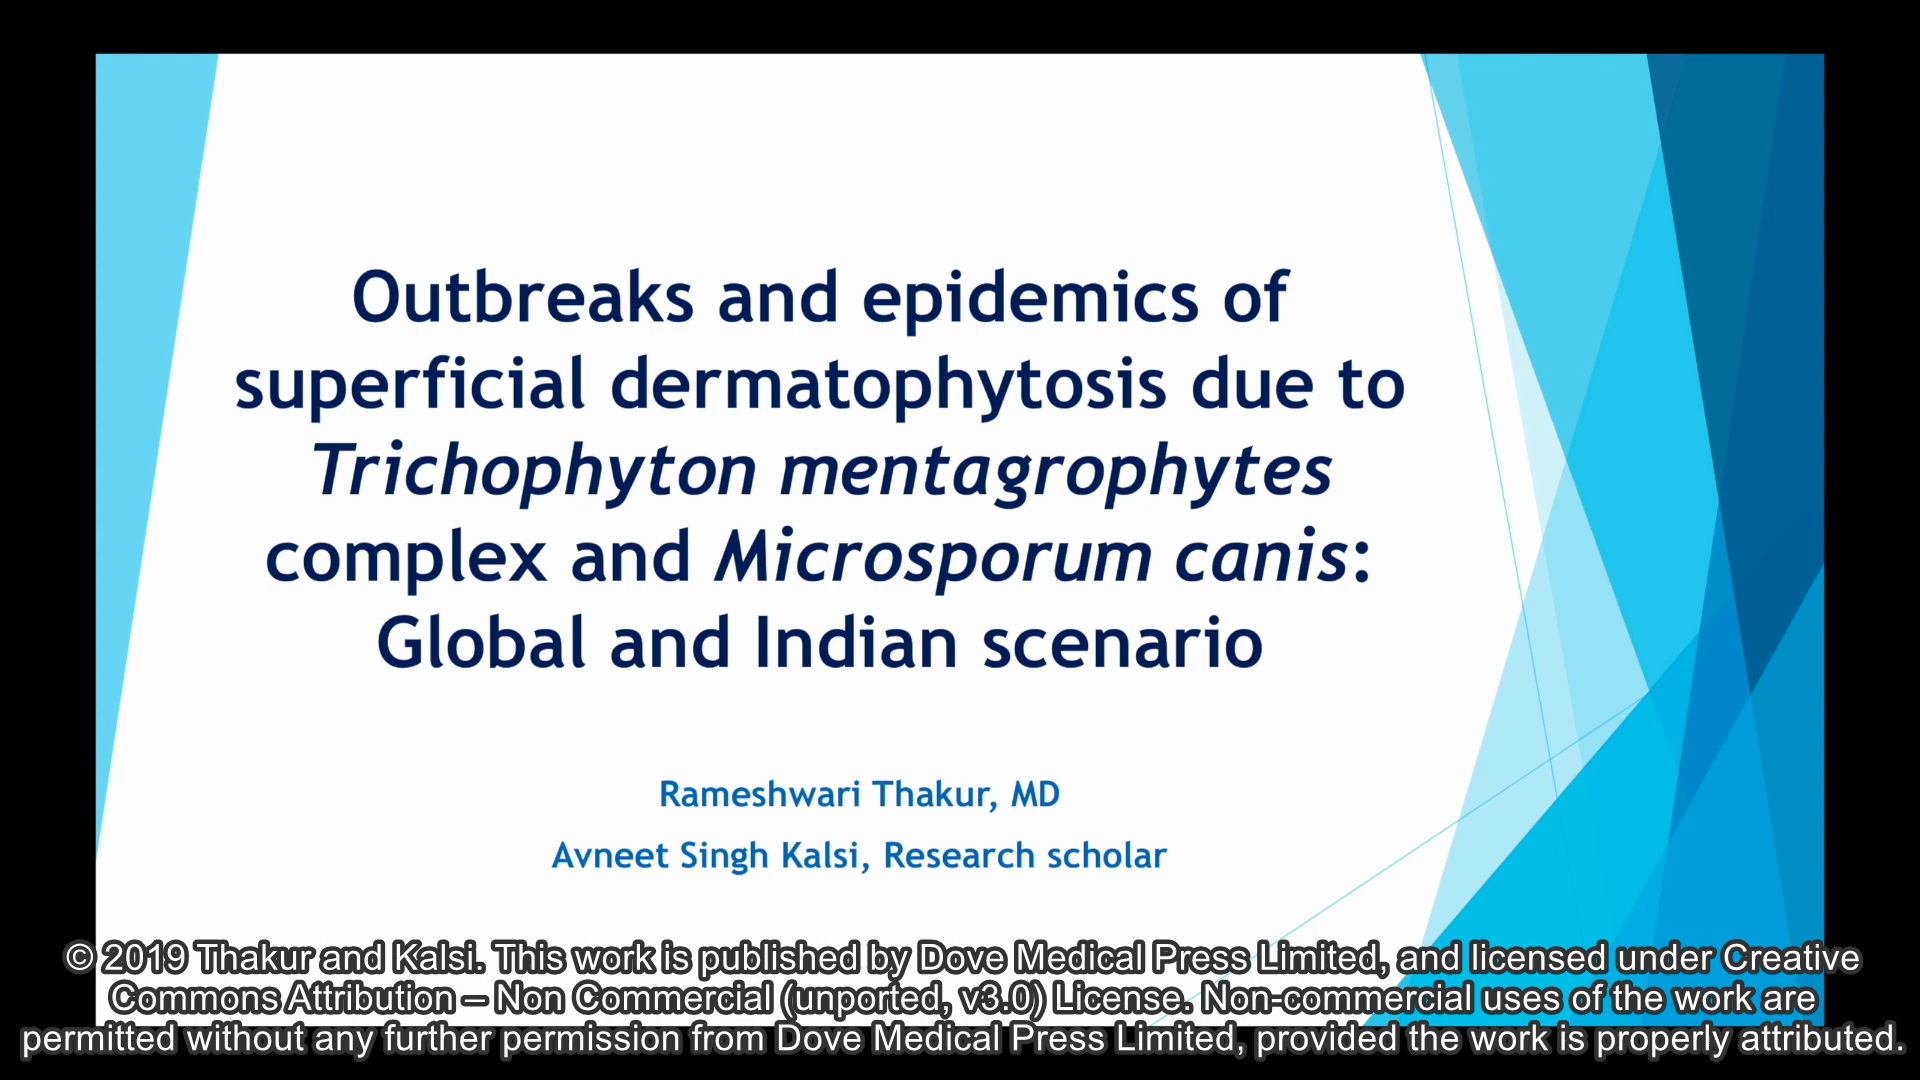 Outbreaks and epidemics of
superficial dermatophytosis due to
Trichophyton mentagrophytes
complex and Microsporum canis:
Global and Indian scenario
Rameshwari Thakur, MD
Avneet Singh Kalsi, Research scholar
© 2019 Thakur and Kalsi. This work is published by Dove Medical Press Limited, and licensed under Creative
Commons Attribution – Non Commercial (unported, v3.0) License. Non-commercial uses of the work are
permitted without any further permission from Dove Medical Press Limited, provided the work is properly attributed.